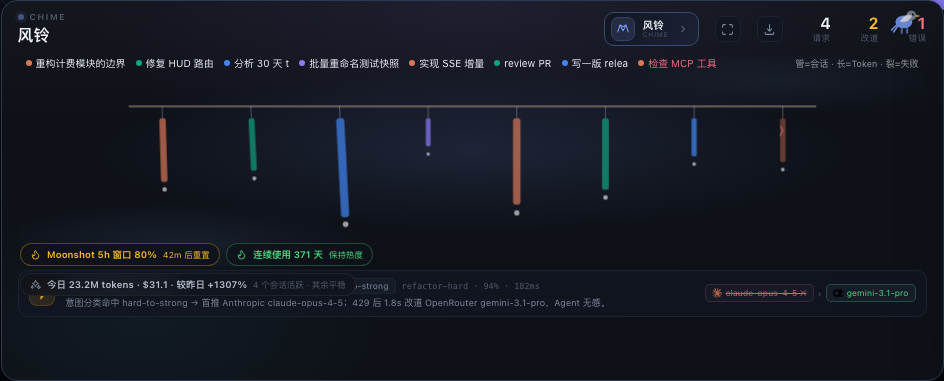 CHIME
风铃
风铃
CHIME
4
请求
2
改道
1
错误
重构计费模块的边界
修复 HUD 路由
分析 30 天 t
批量重命名测试快照
实现 SSE 增量
review PR
写一版 relea
检查 MCP 工具
管=会话 · 长=Token · 裂=失败
Moonshot 5h 窗口 80% 42m 后重置
连续使用 371 天 保持热度
今日 23.2M tokens · $31.1 · 较昨日 +1307% 4 个会话活跃 · 其余平稳
-strong refactor-hard · 94% · 182ms
意图分类命中 hard-to-strong → 首推 Anthropic claude-opus-4-5; 429 后 1.8s 改道 OpenRouter gemini-3.1-pro。Agent 无感。
claude-opus-4-5 ✕ › gemini-3.1-pro